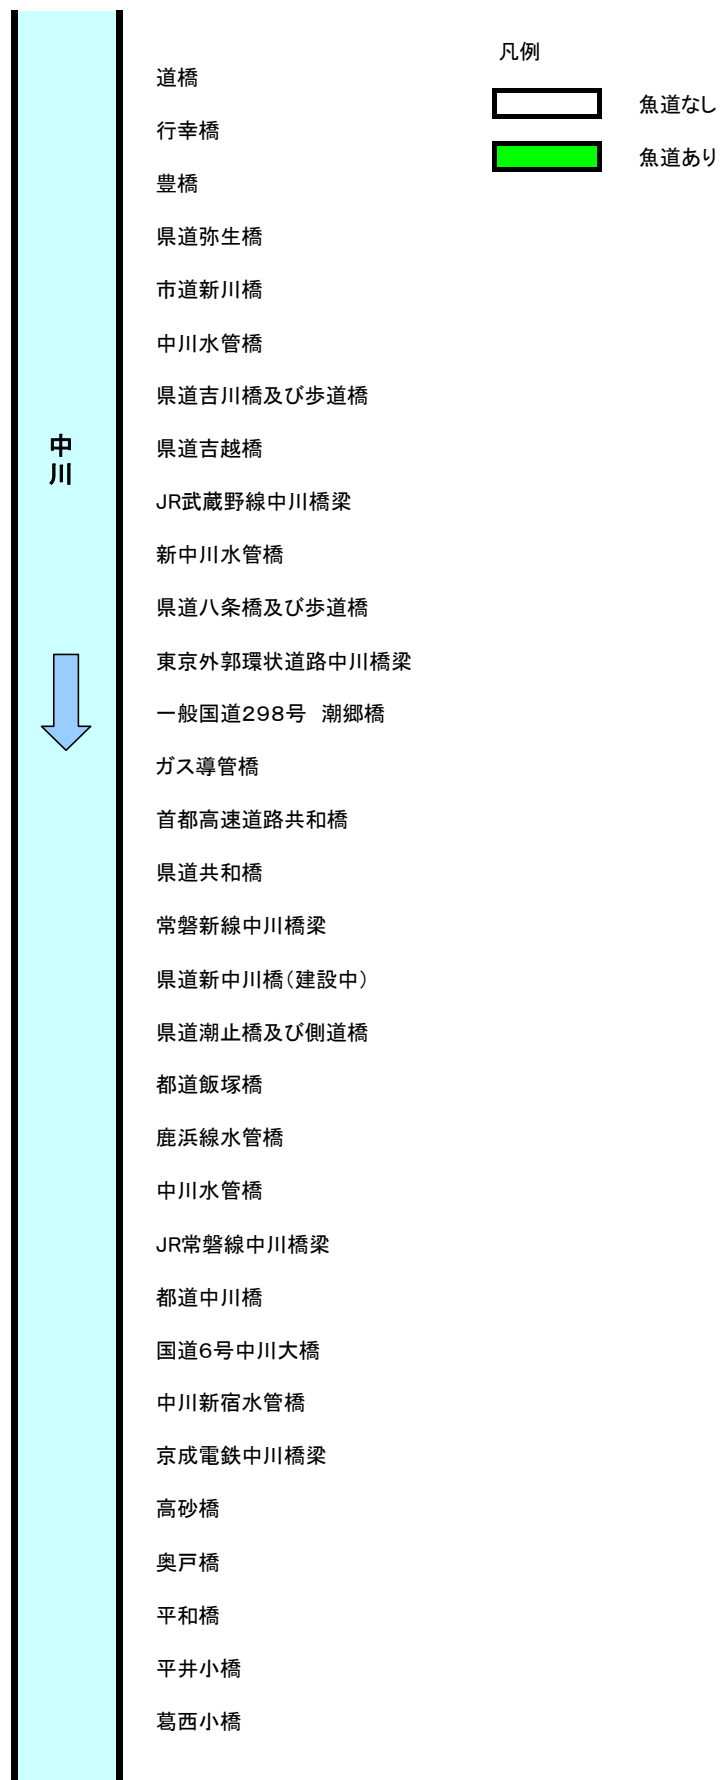 凡例
魚道なし
魚道あり
道橋
行幸橋
豊橋
県道弥生橋
市道新川橋
中川水管橋
県道吉川橋及び歩道橋
県道吉越橋
JR武蔵野線中川橋梁
新中川水管橋
県道八条橋及び歩道橋
東京外郭環状道路中川橋梁
一般国道298号　潮郷橋
ガス導管橋
首都高速道路共和橋
県道共和橋
常磐新線中川橋梁
県道新中川橋（建設中）
県道潮止橋及び側道橋
都道飯塚橋
鹿浜線水管橋
中川水管橋
JR常磐線中川橋梁
都道中川橋
国道6号中川大橋
中川新宿水管橋
京成電鉄中川橋梁
高砂橋
奥戸橋
平和橋
平井小橋
葛西小橋
中川